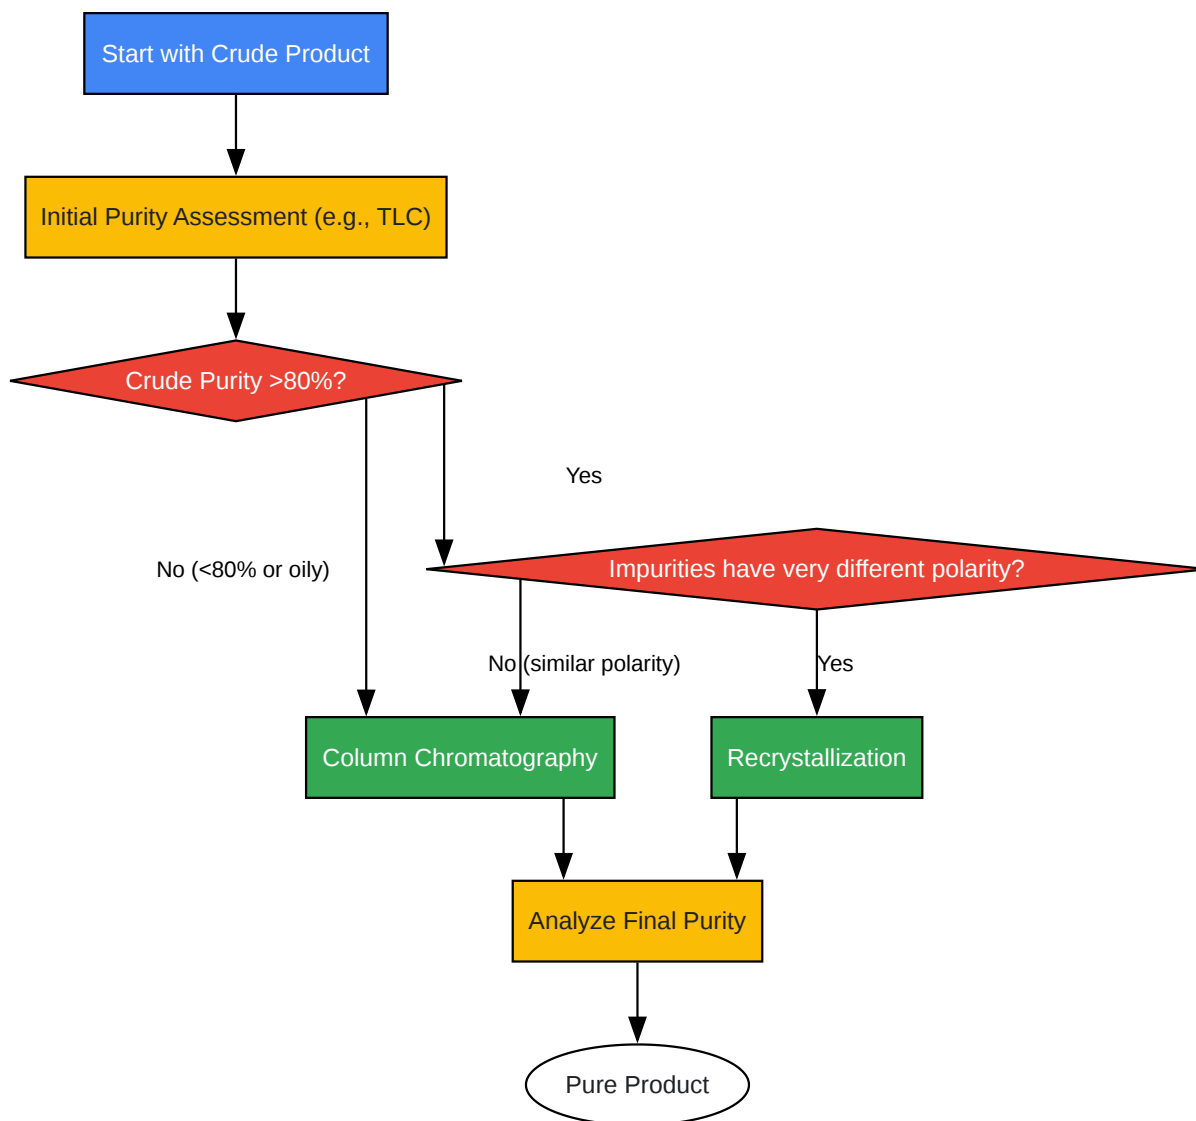 Start with Crude Product
Initial Purity Assessment (e.g., TLC)
Crude Purity >80%?
Yes
No (<80% or oily)
Impurities have very different polarity?
No (similar polarity)
Yes
Column Chromatography
Recrystallization
Analyze Final Purity
Pure Product